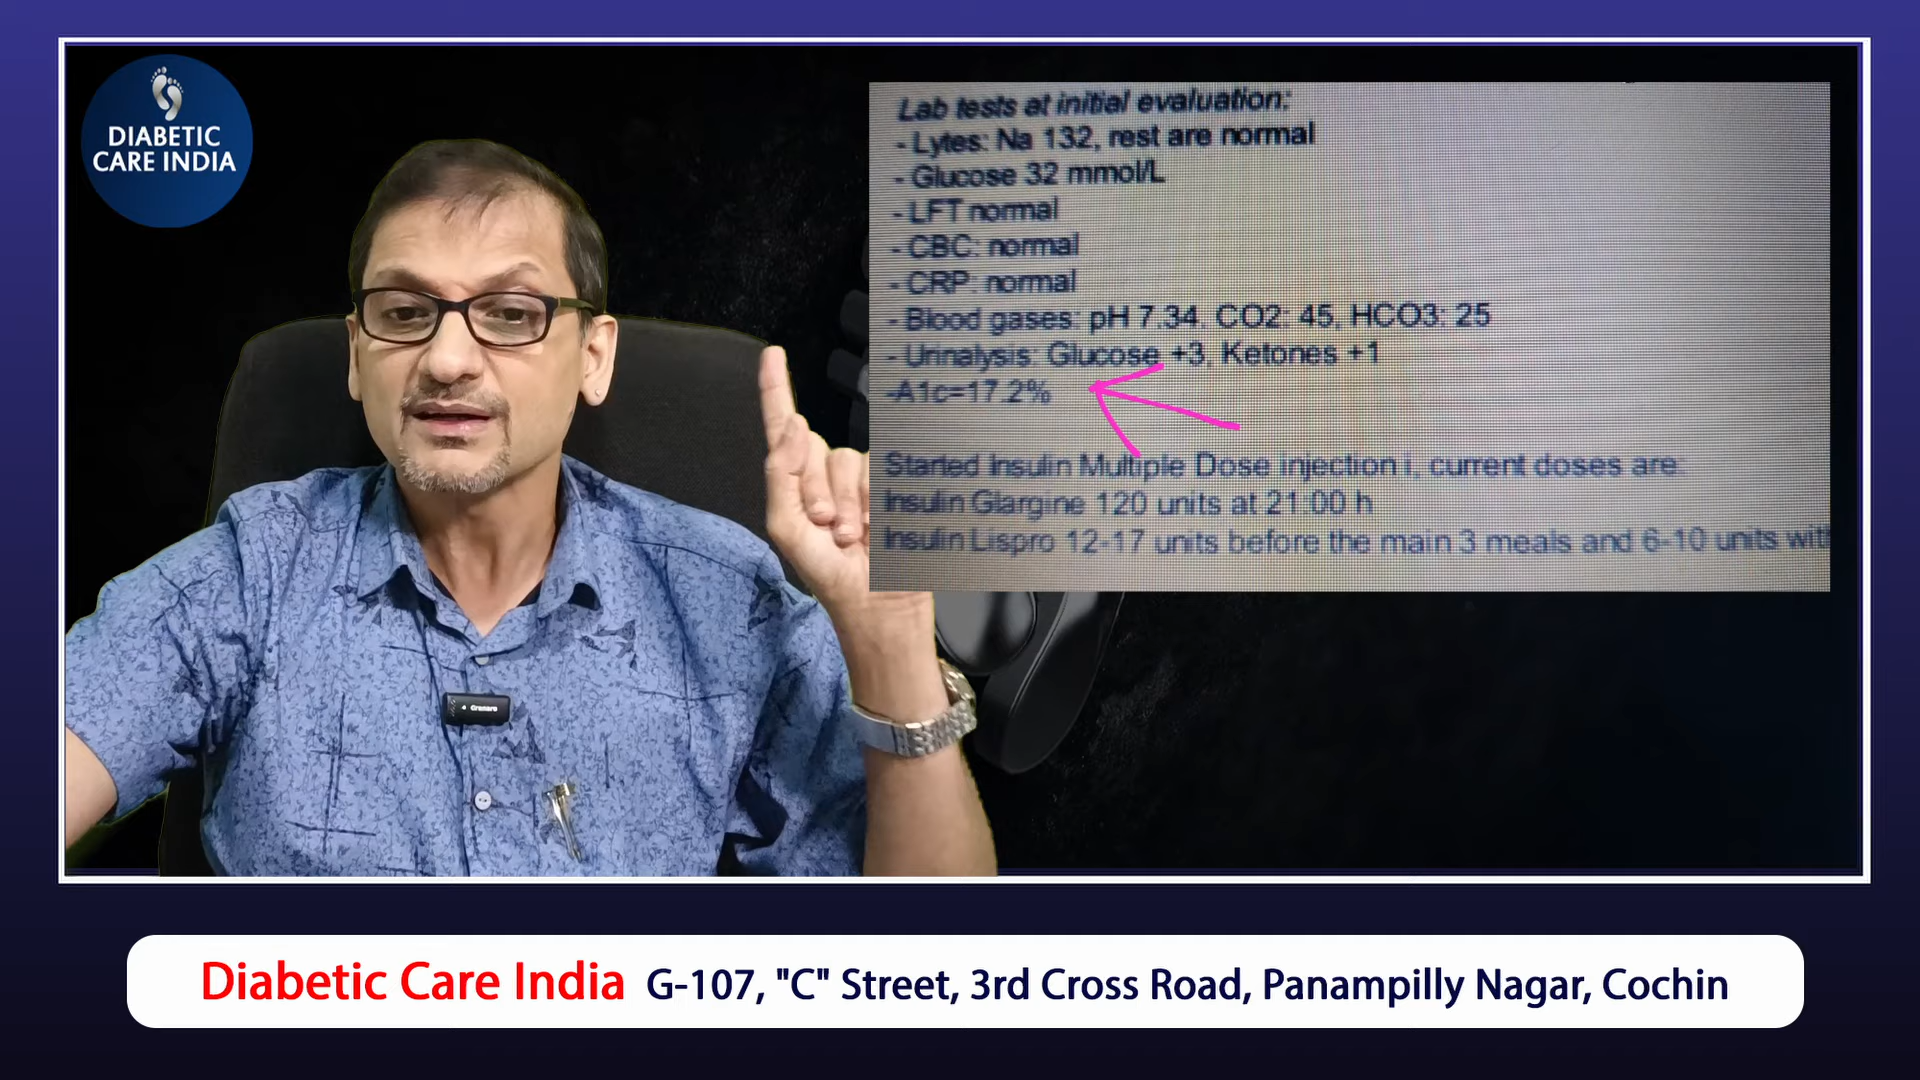 DIABETIC
CARE INDIA
Lab tests at initial evaluation:
- Lytes: Na 132, rest are normal
- Glucose 32 mmol/L
- LFT normal
- CBC: normal
- CRP: normal
- Blood gases: pH 7.34, CO2: 45, HCO3: 25
- Urinalysis: Glucose +3, Ketones +1
-A1c=17.2%
Started Insulin Multiple Dose injection i, current doses are:
Insulin Glargine 120 units at 21:00 h
Insulin Lispro 12-17 units before the main 3 meals and 6-10 units
Diabetic Care India G-107, "C" Street, 3rd Cross Road, Panampilly Nagar, Cochin